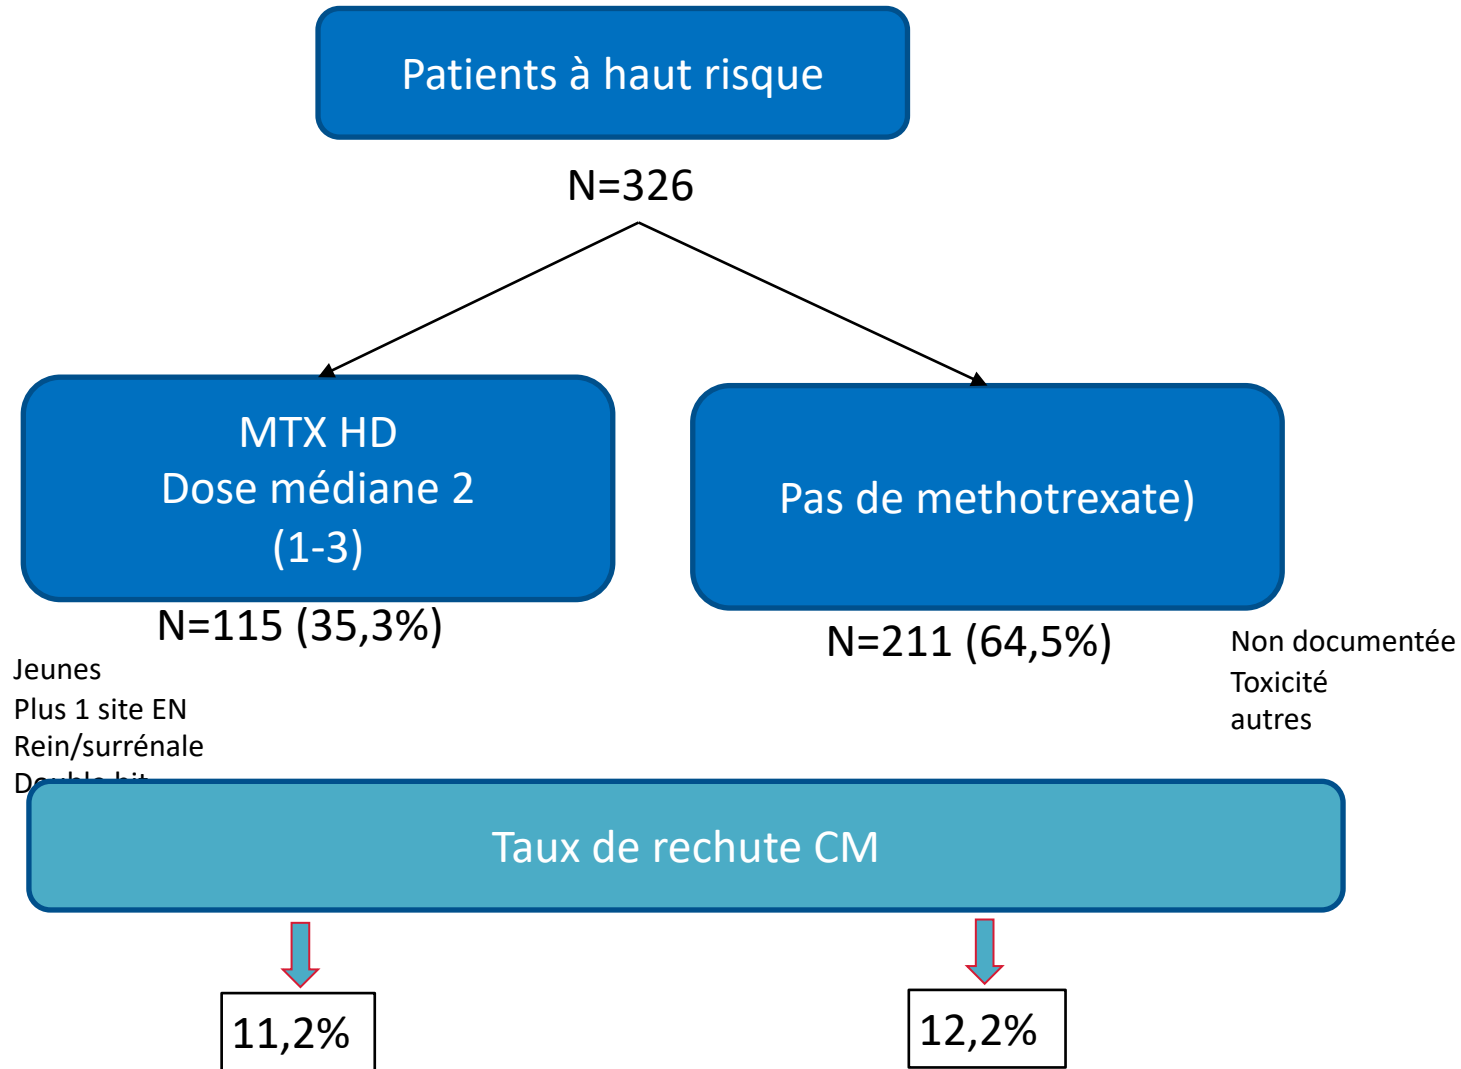 Patients à haut risque
N=326
MTX HD
Dose médiane 2
(1-3)
Pas de methotrexate)
N=115 (35,3%)
N=211 (64,5%)
Non documentée
Toxicité
autres
Jeunes
Plus 1 site EN
Rein/surrénale
Double hit
Taux de rechute CM
11,2%
12,2%